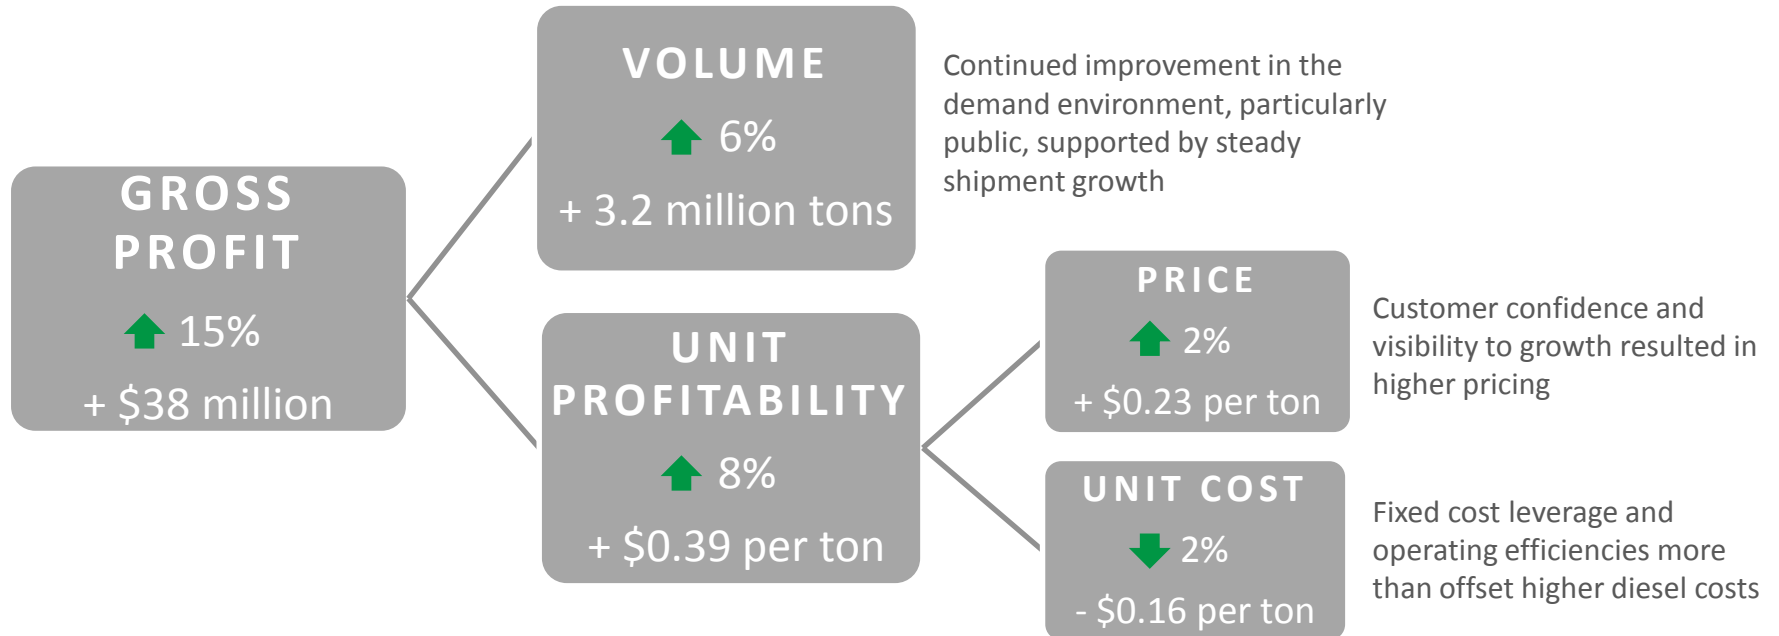 GROSS
PROFIT
15%
+ $38 million
VOLUME
6%
+ 3.2 million tons
Continued improvement in the
demand environment, particularly
public, supported by steady
shipment growth
UNIT
PROFITABILITY
8%
+ $0.39 per ton
PRICE
2%
+ $0.23 per ton
Customer confidence and
visibility to growth resulted in
higher pricing
UNIT COST
2%
- $0.16 per ton
Fixed cost leverage and
operating efficiencies more
than offset higher diesel costs